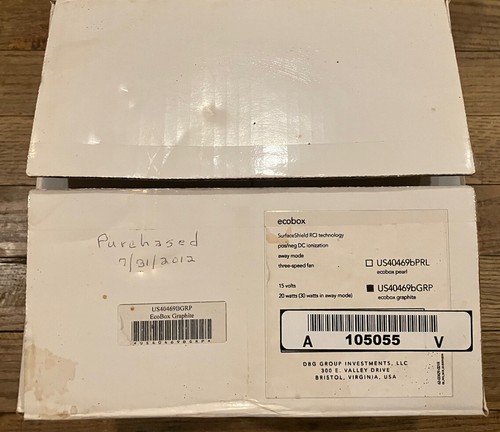 Purchased
7/31/2012
US40469BGRP
EcoBox Graphite
ecobox
SurfaceShield RCI technology
pos/neg DC ionization
away mode
three-speed fan
US40469bPRL
ecobox pearl
15 volts
20 watts (30 watts in away mode)
US40469bGRP
ecobox graphite
A 105055 V
DBG GROUP INVESTMENTS, LLC
300 E. VALLEY DRIVE
BRISTOL, VIRGINIA, USA